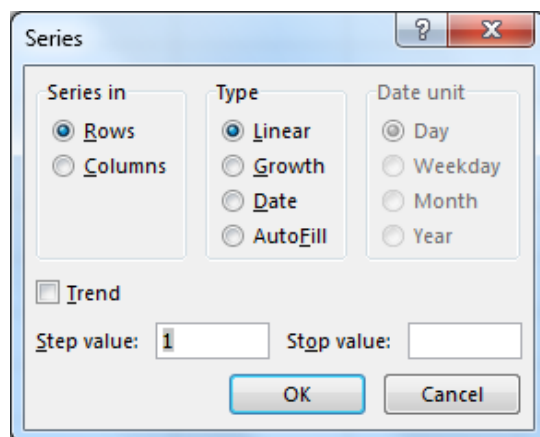 Series
Series in
Rows
Columns
Type
Linear
Growth
Date
AutoFill
Date unit
Day
Weekday
Month
Year
Trend
Step value: 1 Stop value:
OK Cancel